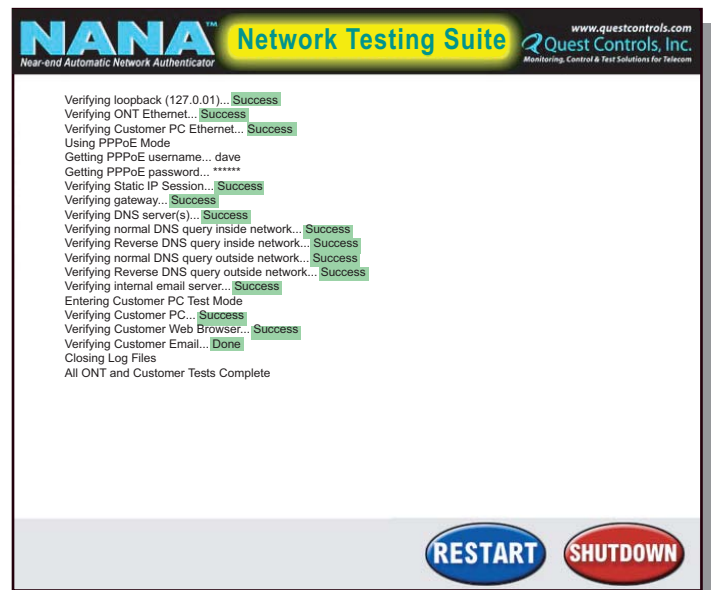 NANA™
Near-end Automatic Network Authenticator
Network Testing Suite
www.questcontrols.com
Quest Controls, Inc.
Monitoring, Control & Test Solutions for Telecom
Verifying loopback (127.0.01)... Success
Verifying ONT Ethernet... Success
Verifying Customer PC Ethernet... Success
Using PPPoE Mode
Getting PPPoE username... dave
Getting PPPoE password... ******
Verifying Static IP Session... Success
Verifying gateway... Success
Verifying DNS server(s)... Success
Verifying normal DNS query inside network... Success
Verifying Reverse DNS query inside network... Success
Verifying normal DNS query outside network... Success
Verifying Reverse DNS query outside network... Success
Verifying internal email server... Success
Entering Customer PC Test Mode
Verifying Customer PC... Success
Verifying Customer Web Browser... Success
Verifying Customer Email... Done
Closing Log Files
All ONT and Customer Tests Complete
RESTART
SHUTDOWN